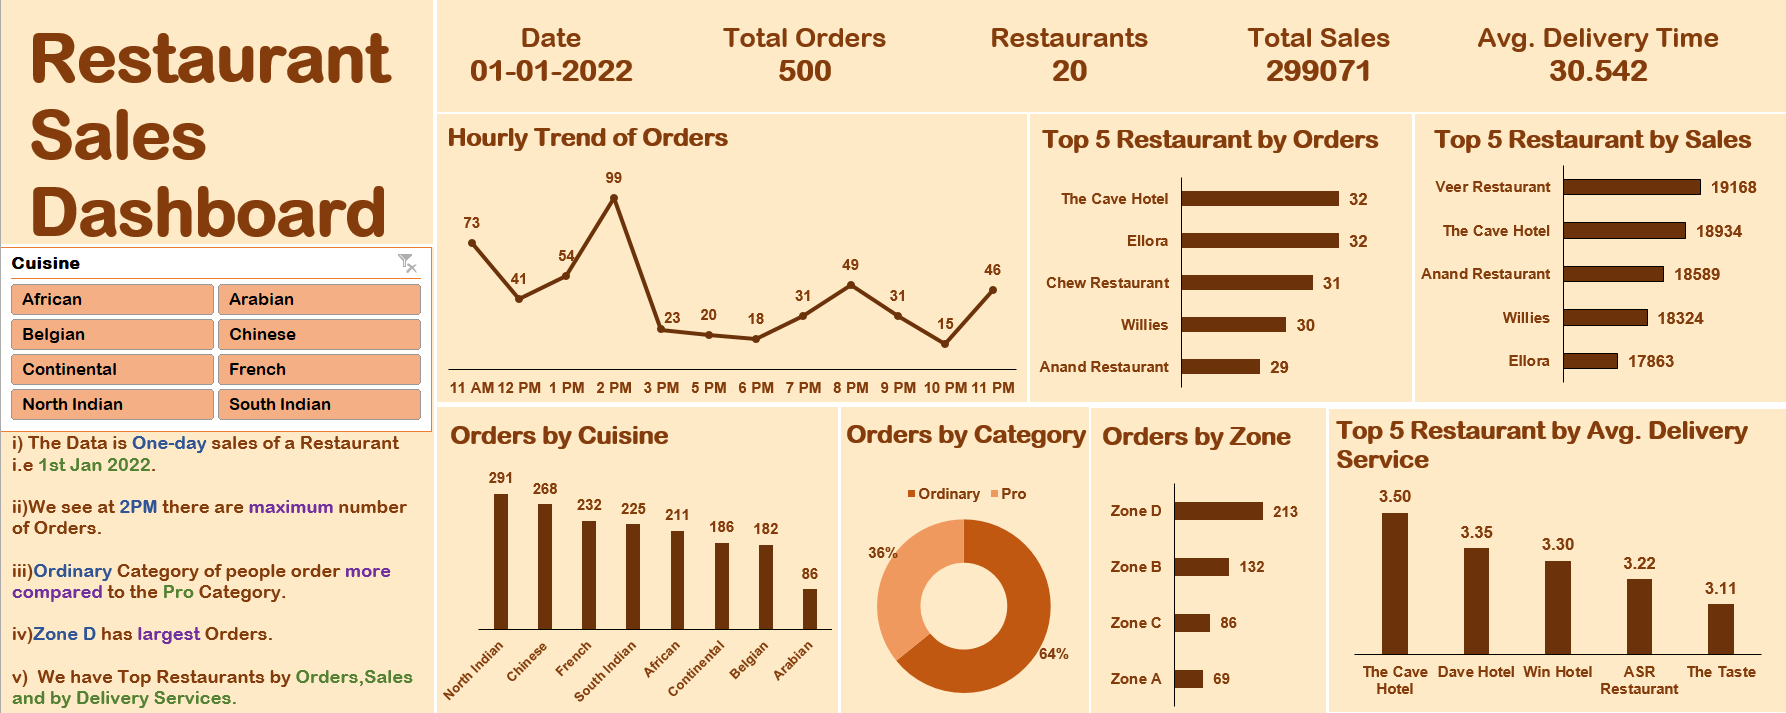 Restaurant
Sales
Dashboard
Cuisine
African
Arabian
Belgian
Chinese
Continental
French
North Indian
South Indian
i) The Data is One-day sales of a Restaurant
i.e 1st Jan 2022.
ii)We see at 2PM there are maximum number
of Orders.
iii)Ordinary Category of people order more
compared to the Pro Category.
iv)Zone D has largest Orders.
v)  We have Top Restaurants by Orders,Sales
and by Delivery Services.
Date
01-01-2022
Total Orders
500
Restaurants
20
Total Sales
299071
Avg. Delivery Time
30.542
Hourly Trend of Orders
73
41
54
99
23
20
18
31
49
31
15
46
11 AM 12 PM 1 PM 2 PM 3 PM 5 PM 6 PM 7 PM 8 PM 9 PM 10 PM 11 PM
Top 5 Restaurant by Orders
The Cave Hotel 32
Ellora 32
Chew Restaurant 31
Willies 30
Anand Restaurant 29
Top 5 Restaurant by Sales
Veer Restaurant 19168
The Cave Hotel 18934
Anand Restaurant 18589
Willies 18324
Ellora 17863
Orders by Cuisine
291
268
232
225
211
186
182
86
North Indian
Chinese
French
South Indian
African
Continental
Belgian
Arabian
Orders by Category
Ordinary Pro
36%
64%
Orders by Zone
Zone D 213
Zone B 132
Zone C 86
Zone A 69
Top 5 Restaurant by Avg. Delivery
Service
3.50
3.35
3.30
3.22
3.11
The Cave
Hotel
Dave Hotel
Win Hotel
ASR
Restaurant
The Taste